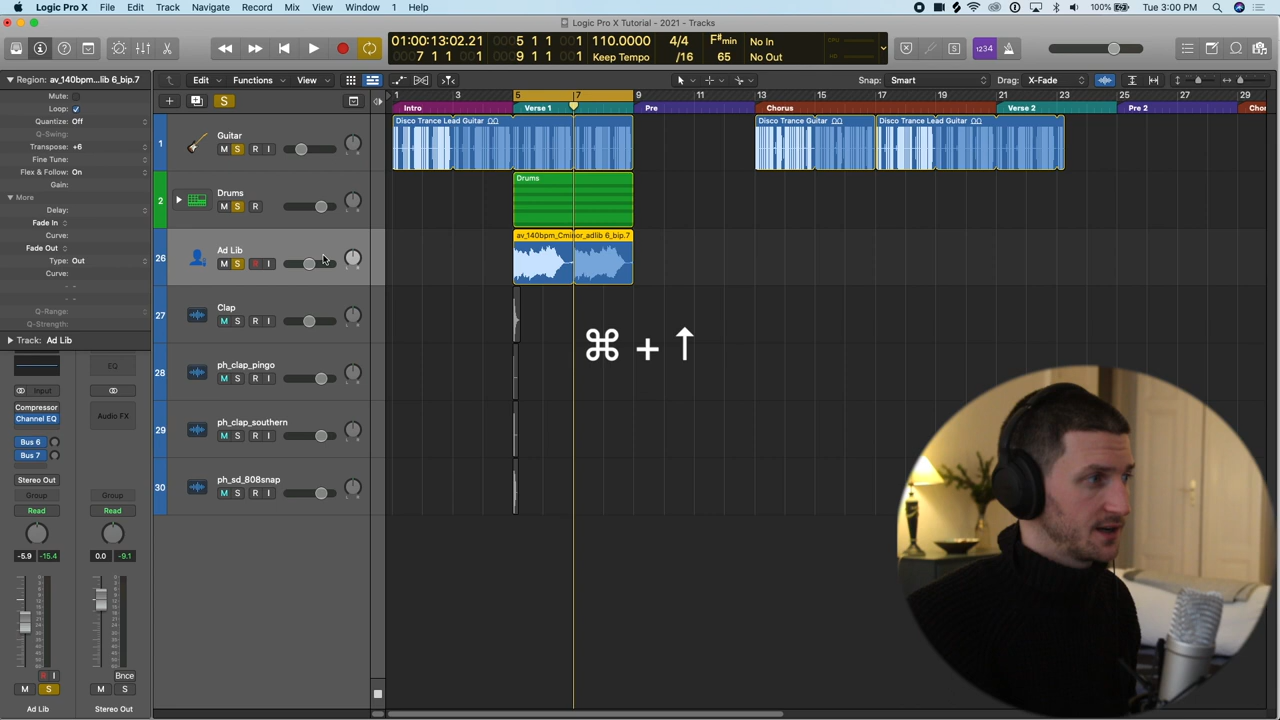 Logic Pro X File Edit Track Navigate Record Mix View Window 1 Help 100% Tue 3:00 PM
Logic Pro X Tutorial - 2021 - Tracks
01:00:13:02.21 5 1 1 001 110.0000 4/4 F#min No In
9 1 1 001 Keep Tempo /16 65 No Out
1234
Region: av_140bpm...lib 6_bip.7
Edit Functions View Snap: Smart Drag: X-Fade
Mute:
Loop:
Quantize: Off
Q-Swing:
Transpose: +6
Fine Tune:
Flex & Follow: On
Gain:
More
Delay:
Fade In
Curve:
Fade Out
Type: Out
Curve:
Q-Range:
Q-Strength:
Track: Ad Lib
S
1 3 5 7 9 11 13 15 17 19 21 23 25 27 29
Intro Verse 1 Pre Chorus Verse 2 Pre 2 Chor
1 Guitar
M S R I
Disco Trance Lead Guitar
Disco Trance Guitar
Disco Trance Lead Guitar
2 Drums
M S R
Drums
26 Ad Lib
M S R I
av_140bpm_Cminor_adlib 6_bip.7
27 Clap
M S R I
⌘ + ↑
28 ph_clap_pingo
M S R I
29 ph_clap_southern
M S R I
30 ph_sd_808snap
M S R I
EQ
Input
Compressor
Channel EQ
Audio FX
Bus 6
Bus 7
Stereo Out
Group Group
Read Read
-5.9 -15.4 0.0 -9.1
R I Bnce
M S M S
Ad Lib Stereo Out